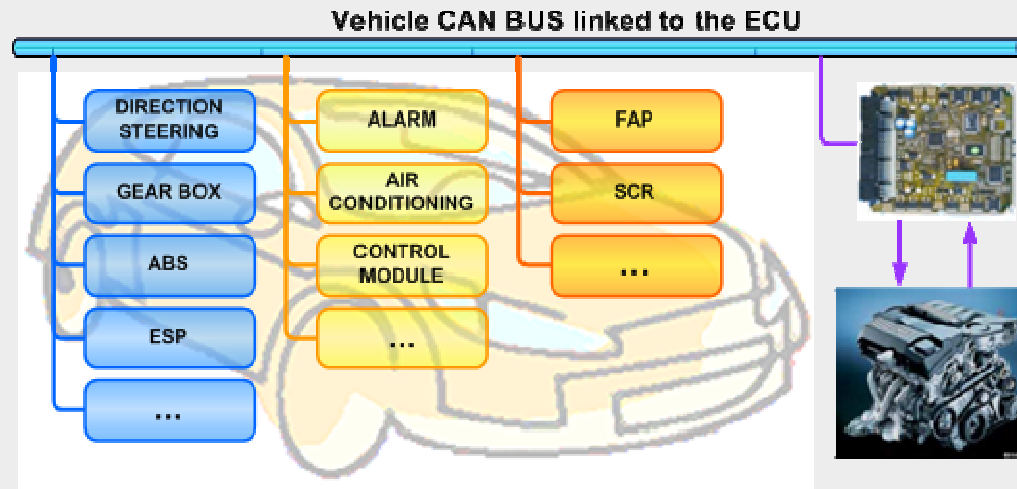 Vehicle CAN BUS linked to the ECU
DIRECTION
STEERING
GEAR BOX
ABS
ESP
...
ALARM
AIR
CONDITIONING
CONTROL
MODULE
...
FAP
SCR
...